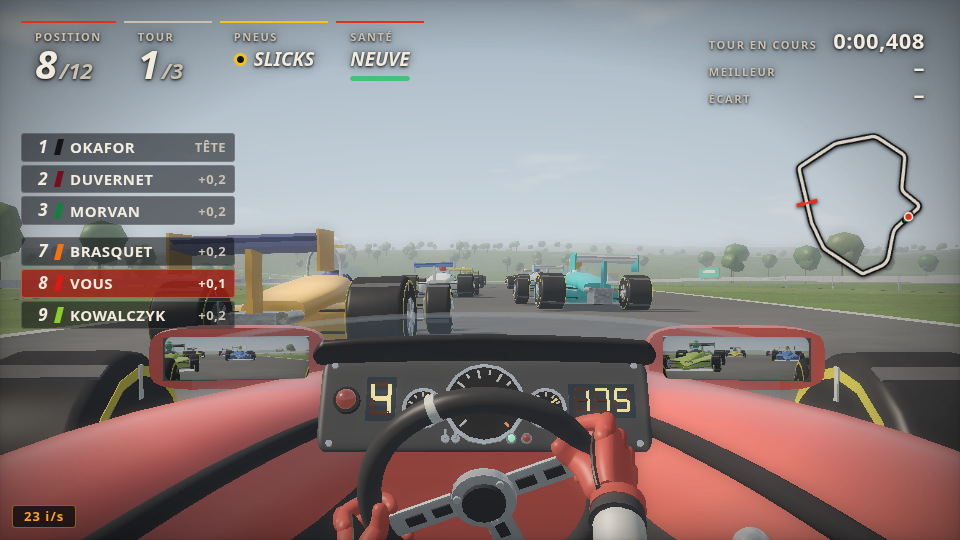 POSITION
8/12
TOUR
1/3
PNEUS
SLICKS
SANTÉ
NEUVE
TOUR EN COURS 0:00,408
MEILLEUR –
ÉCART –
1 OKAFOR TÊTE
2 DUVERNET +0,2
3 MORVAN +0,2
7 BRASQUET +0,2
8 VOUS +0,1
9 KOWALCZYK +0,2
4
175
23 i/s